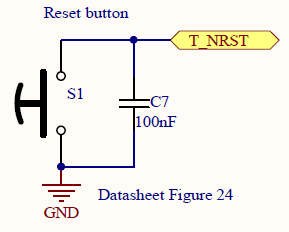 Reset button
T_NRST
S1
C7
100nF
Datasheet Figure 24
GND